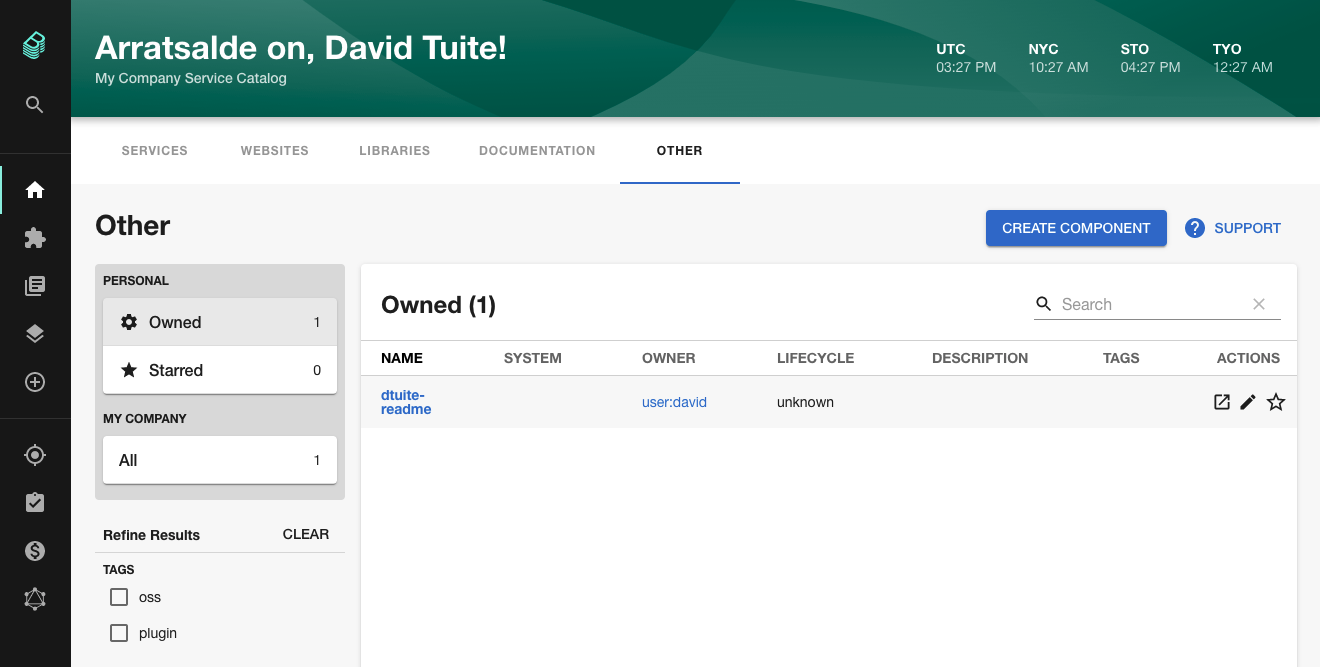 Arratsalde on, David Tuite!
My Company Service Catalog
UTC NYC STO TYO
03:27 PM 10:27 AM 04:27 PM 12:27 AM
SERVICES WEBSITES LIBRARIES DOCUMENTATION OTHER
Other
CREATE COMPONENT
SUPPORT
PERSONAL
Owned 1
Starred 0
MY COMPANY
All 1
Refine Results CLEAR
TAGS
oss
plugin
Owned (1)
Search
NAME SYSTEM OWNER LIFECYCLE DESCRIPTION TAGS ACTIONS
dtuite-
readme
user:david
unknown